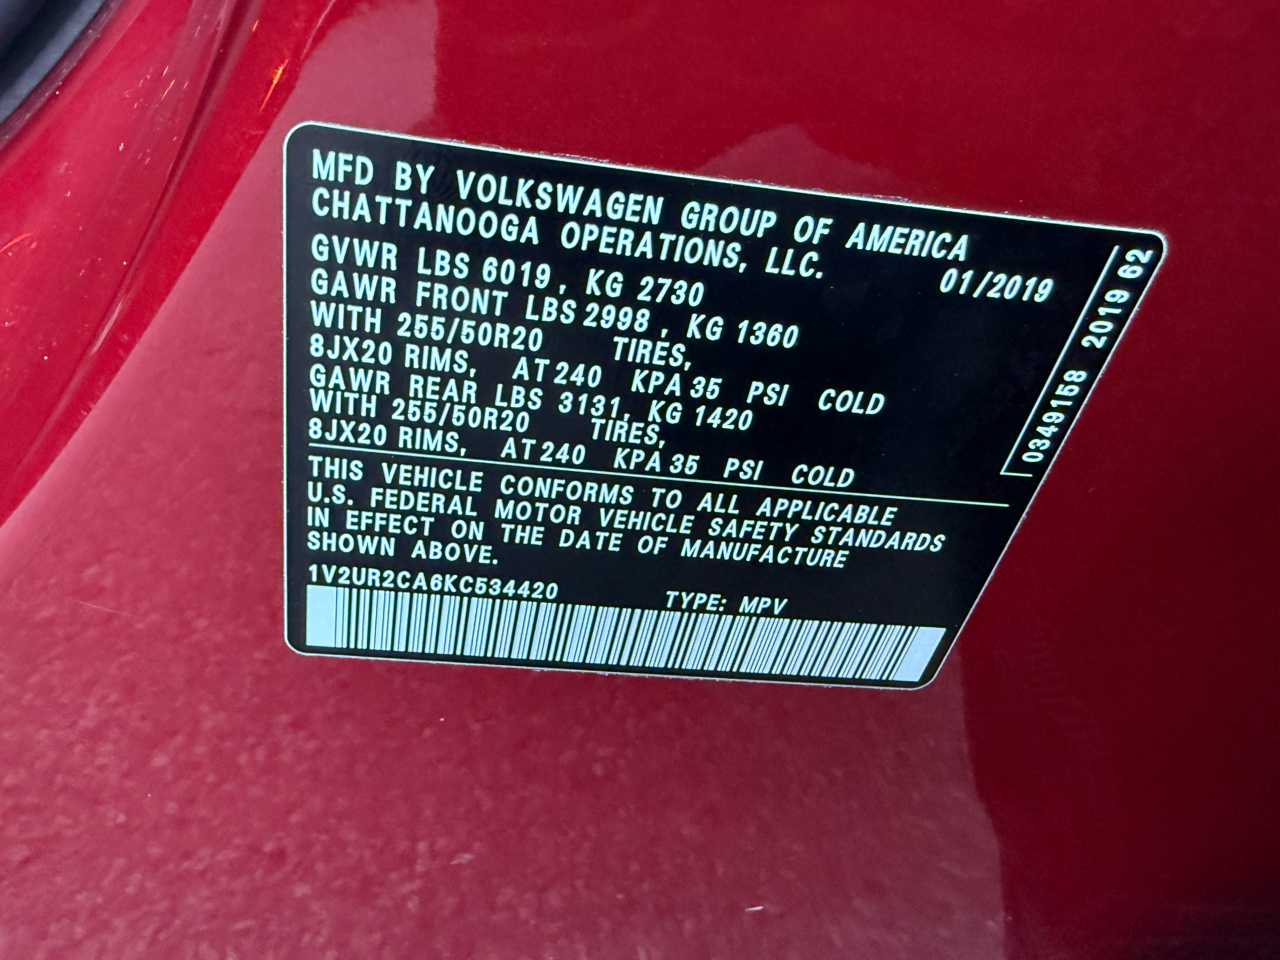 MFD BY VOLKSWAGEN GROUP OF AMERICA
CHATTANOOGA OPERATIONS, LLC.
01/2019
GVWR LBS 6019, KG 2730
GAWR FRONT LBS 2998, KG 1360
WITH 255/50R20 TIRES,
8JX20 RIMS, AT 240 KPA 35 PSI COLD
GAWR REAR LBS 3131, KG 1420
WITH 255/50R20 TIRES,
8JX20 RIMS, AT 240 KPA 35 PSI COLD
THIS VEHICLE CONFORMS TO ALL APPLICABLE
U.S. FEDERAL MOTOR VEHICLE SAFETY STANDARDS
IN EFFECT ON THE DATE OF MANUFACTURE
SHOWN ABOVE.
1V2UR2CA6KC534420 TYPE: MPV
0349158 2019 62